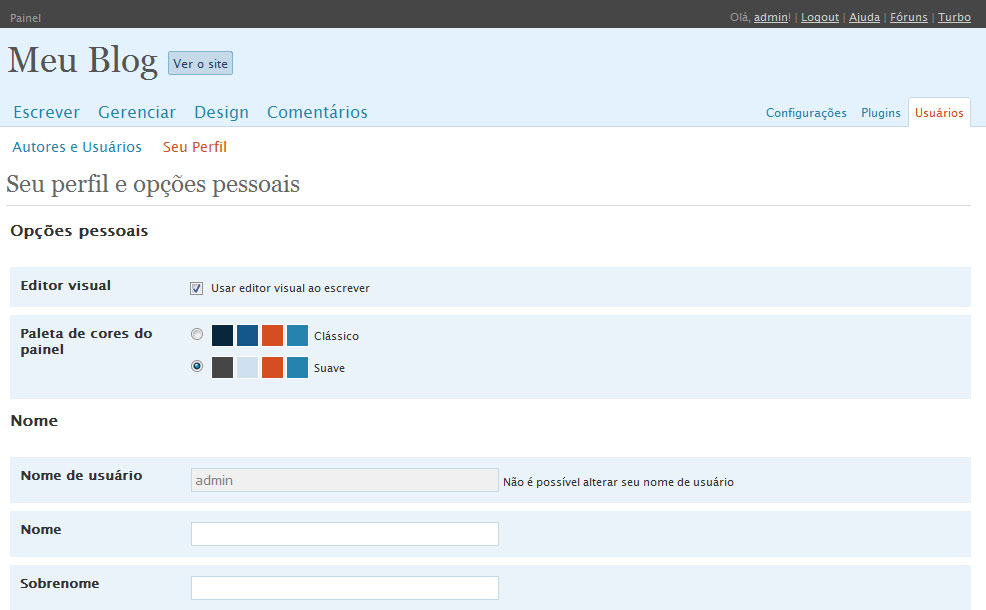 Painel
Olá, admin! | Logout | Ajuda | Fóruns | Turbo
Meu Blog Ver o site
Escrever Gerenciar Design Comentários
Configurações Plugins Usuários
Autores e Usuários Seu Perfil
Seu perfil e opções pessoais
Opções pessoais
Editor visual
Usar editor visual ao escrever
Paleta de cores do
painel
Clássico
Suave
Nome
Nome de usuário
admin
Não é possível alterar seu nome de usuário
Nome
Sobrenome